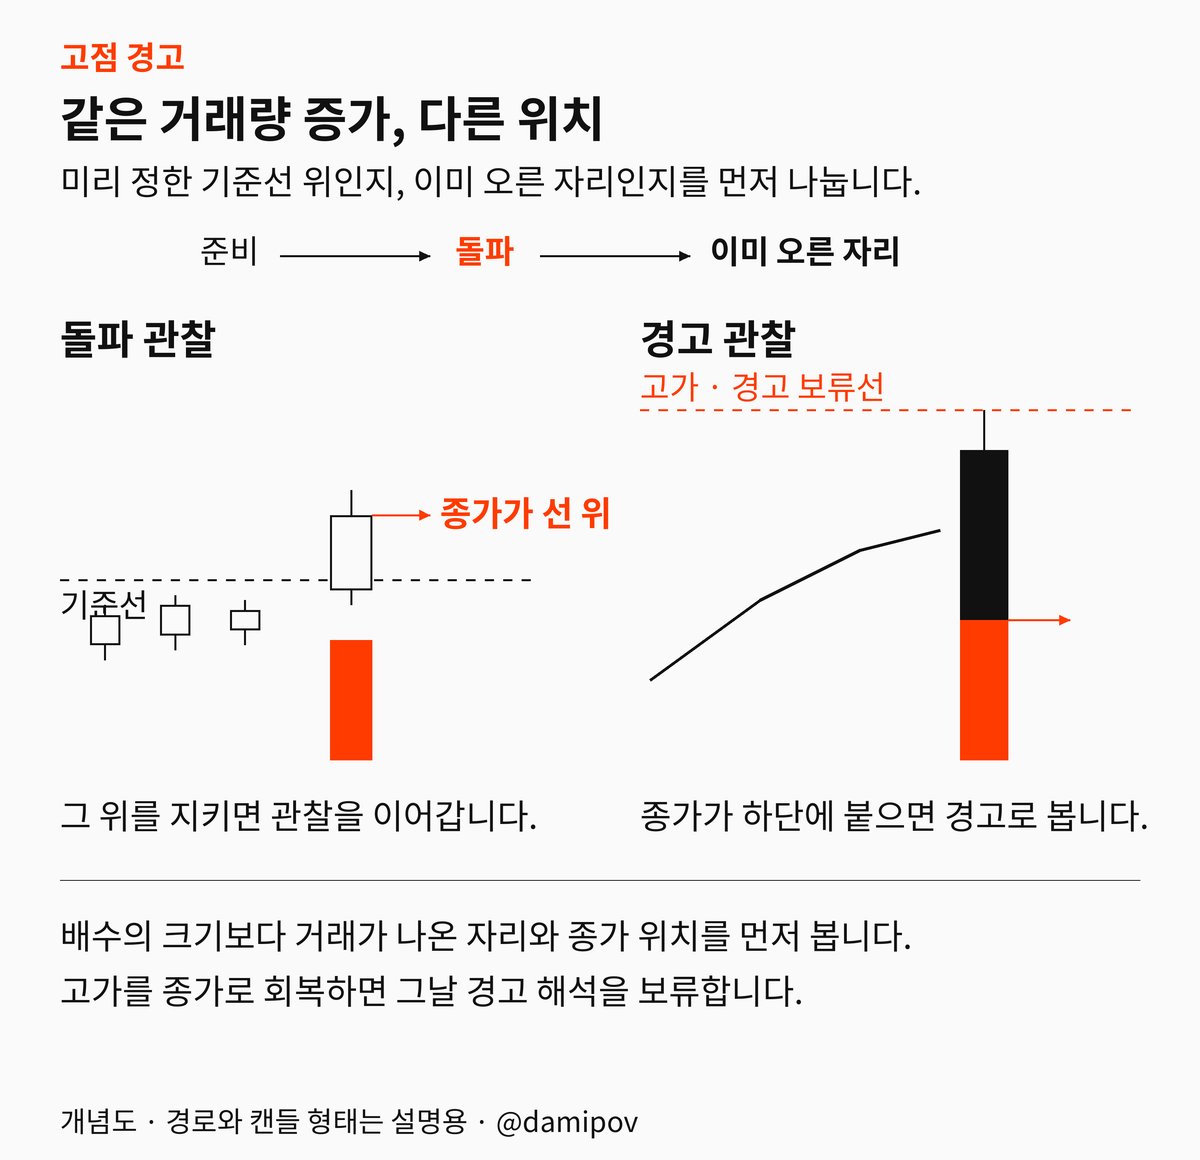 고점 경고
같은 거래량 증가, 다른 위치
미리 정한 기준선 위인지, 이미 오른 자리인지를 먼저 나눕니다.
준비 돌파 이미 오른 자리
돌파 관찰
종가가 선 위
기준선
그 위를 지키면 관찰을 이어갑니다.
경고 관찰
고가 · 경고 보류선
종가가 하단에 붙으면 경고로 봅니다.
배수의 크기보다 거래가 나온 자리와 종가 위치를 먼저 봅니다.
고가를 종가로 회복하면 그날 경고 해석을 보류합니다.
개념도 · 경로와 캔들 형태는 설명용 · @damipov